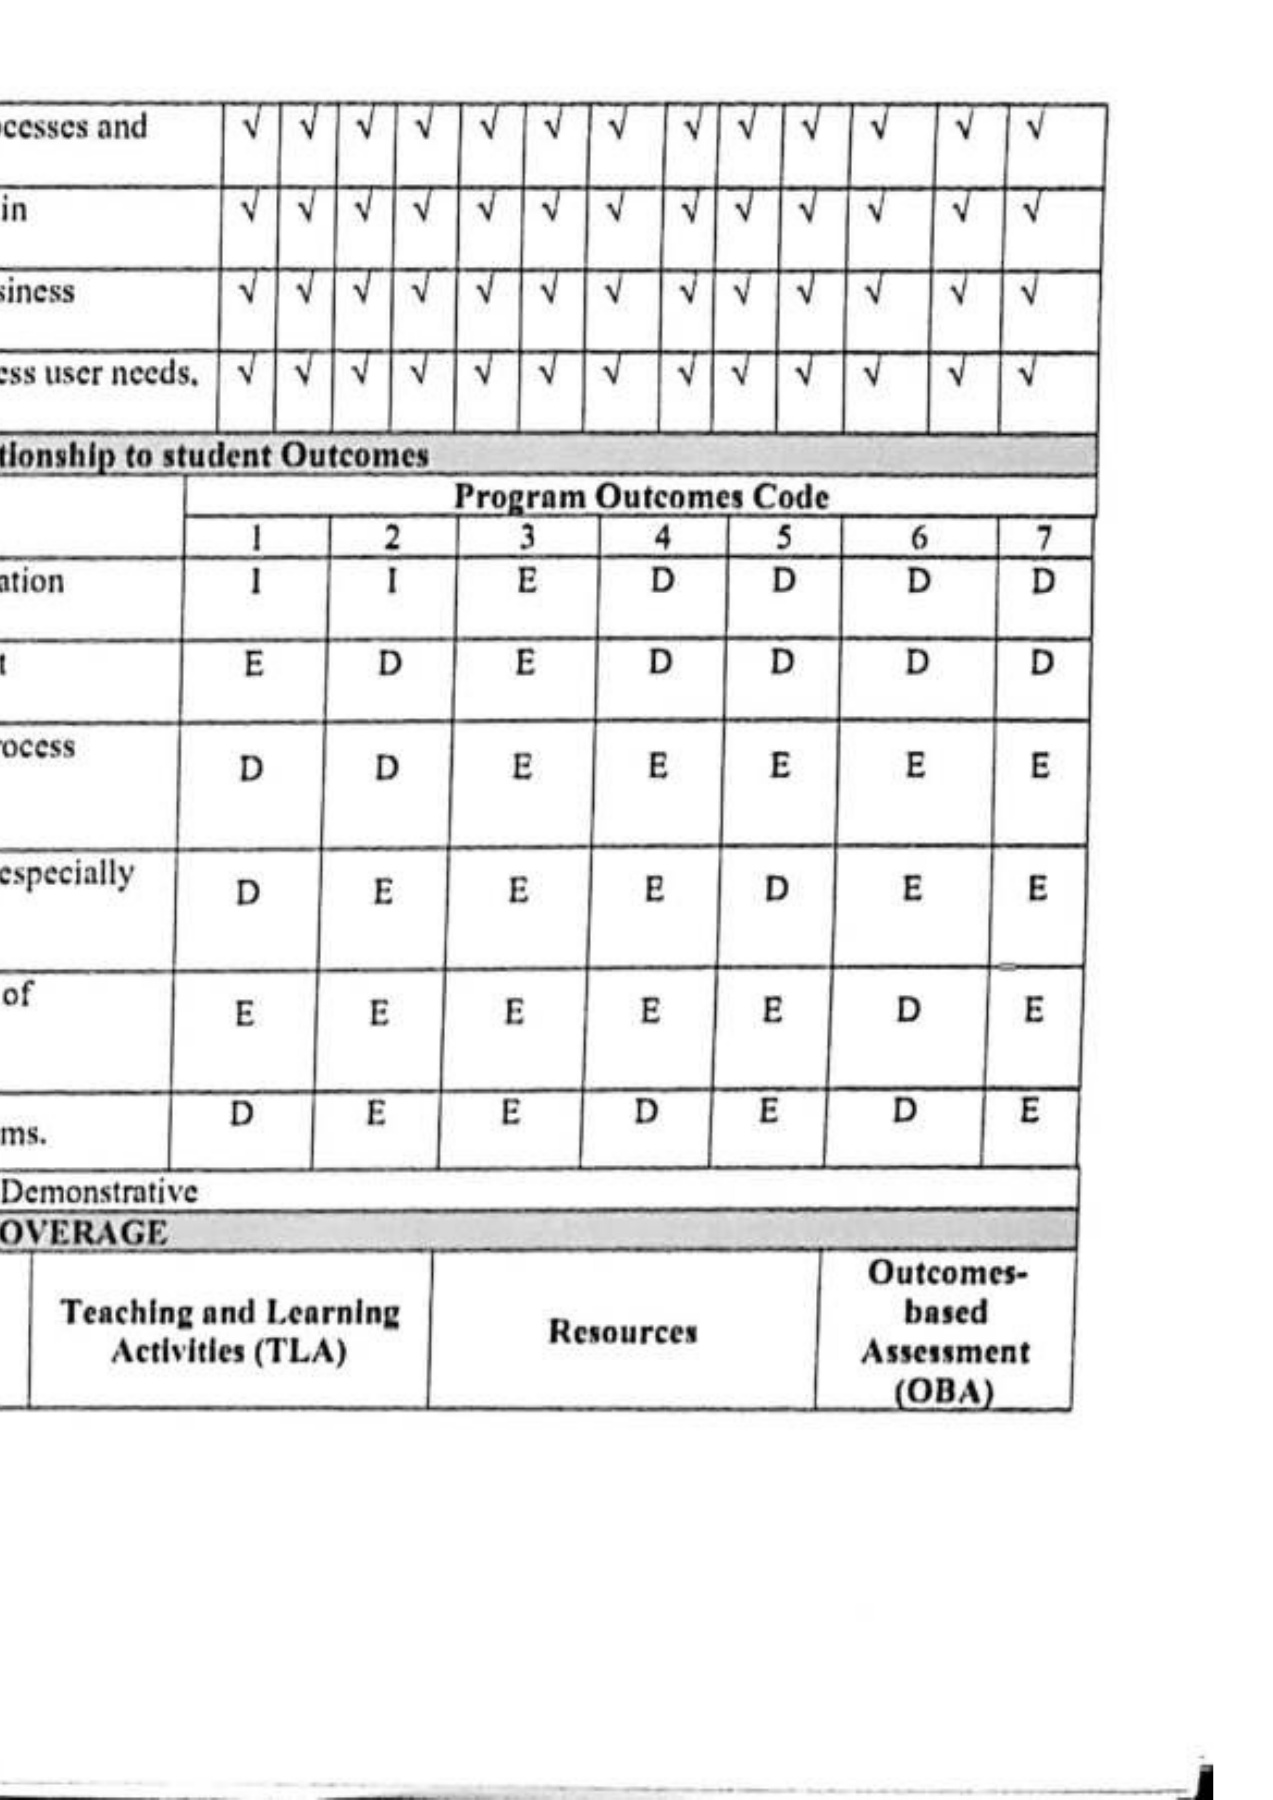 ocesses and √ √ √ √ √ √ √ √ √ √ √ √ √
in √ √ √ √ √ √ √ √ √ √ √ √ √
siness √ √ √ √ √ √ √ √ √ √ √ √ √
ess user needs. √ √ √ √ √ √ √ √ √ √ √ √ √
tionship to student Outcomes
Program Outcomes Code
1 2 3 4 5 6 7
ation I I E D D D D
t E D E D D D D
rocess
D D E E E E E
especially
D E E E D E E
of
E E E E E D E
D E E D E D E
ms.
Demonstrative
OVERAGE
Teaching and Learning
Activities (TLA)
Resources
Outcomes-
based
Assessment
(OBA)